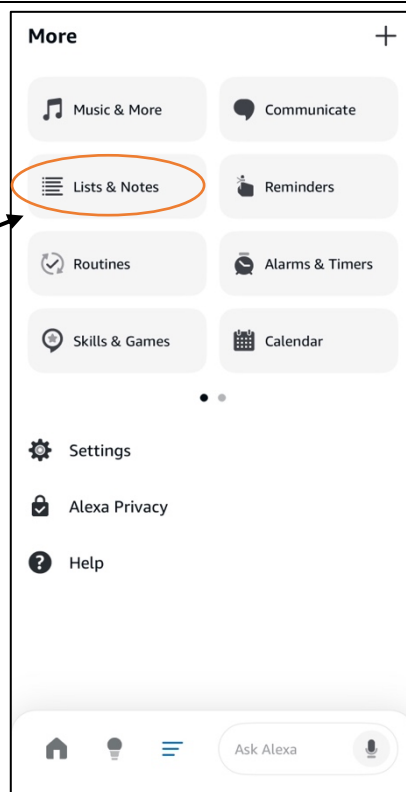 More
Music & More
Communicate
Lists & Notes
Reminders
Routines
Alarms & Timers
Skills & Games
Calendar
Settings
Alexa Privacy
Help
Ask Alexa